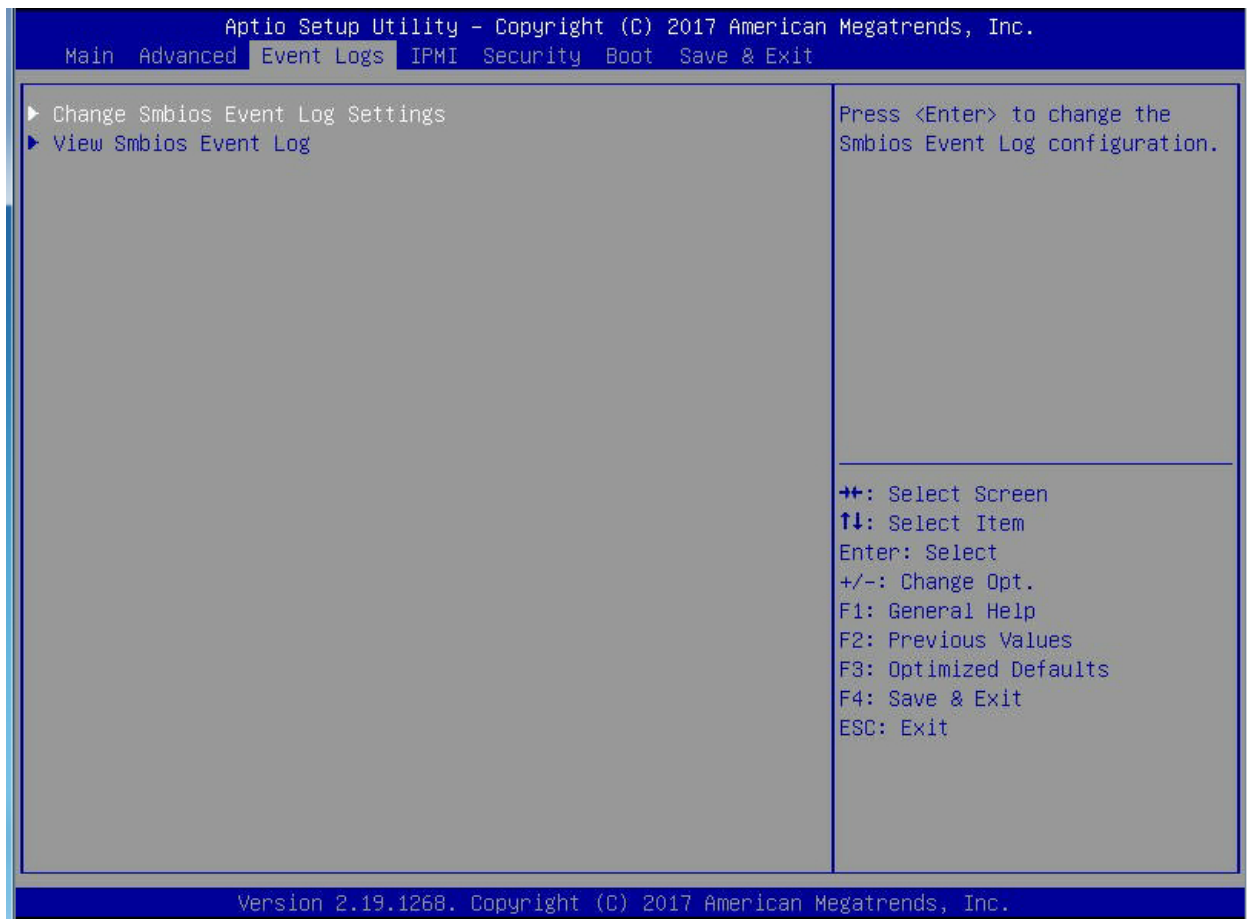 Aptio Setup Utility – Copyright (C) 2017 American Megatrends, Inc.
Main Advanced Event Logs IPMI Security Boot Save & Exit
▶ Change Smbios Event Log Settings
▶ View Smbios Event Log
Press <Enter> to change the
Smbios Event Log configuration.
→←: Select Screen
↑↓: Select Item
Enter: Select
+/-: Change Opt.
F1: General Help
F2: Previous Values
F3: Optimized Defaults
F4: Save & Exit
ESC: Exit
Version 2.19.1268. Copyright (C) 2017 American Megatrends, Inc.